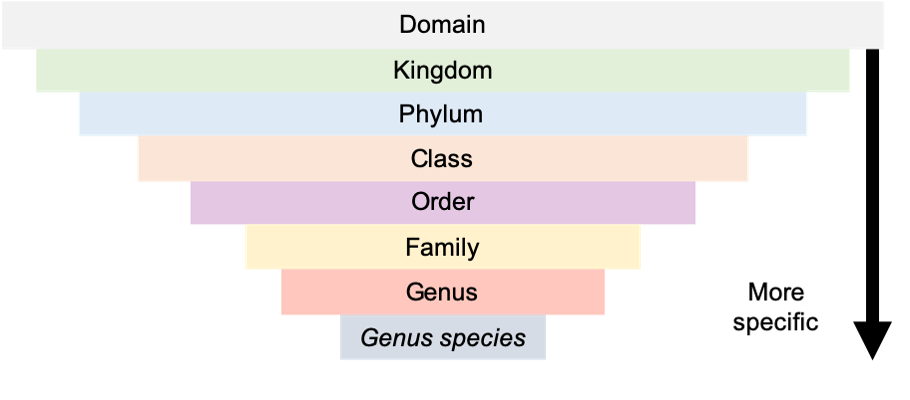 Domain
Kingdom
Phylum
Class
Order
Family
Genus
Genus species
More
specific